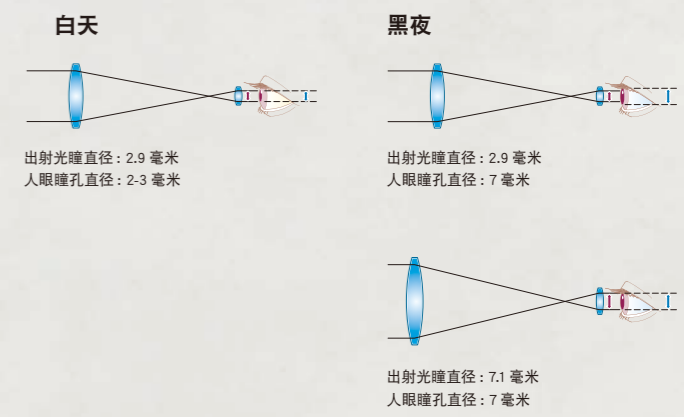 白天
出射光瞳直径：2.9 毫米
人眼瞳孔直径：2-3 毫米
黑夜
出射光瞳直径：2.9 毫米
人眼瞳孔直径：7 毫米
出射光瞳直径：7.1 毫米
人眼瞳孔直径：7 毫米